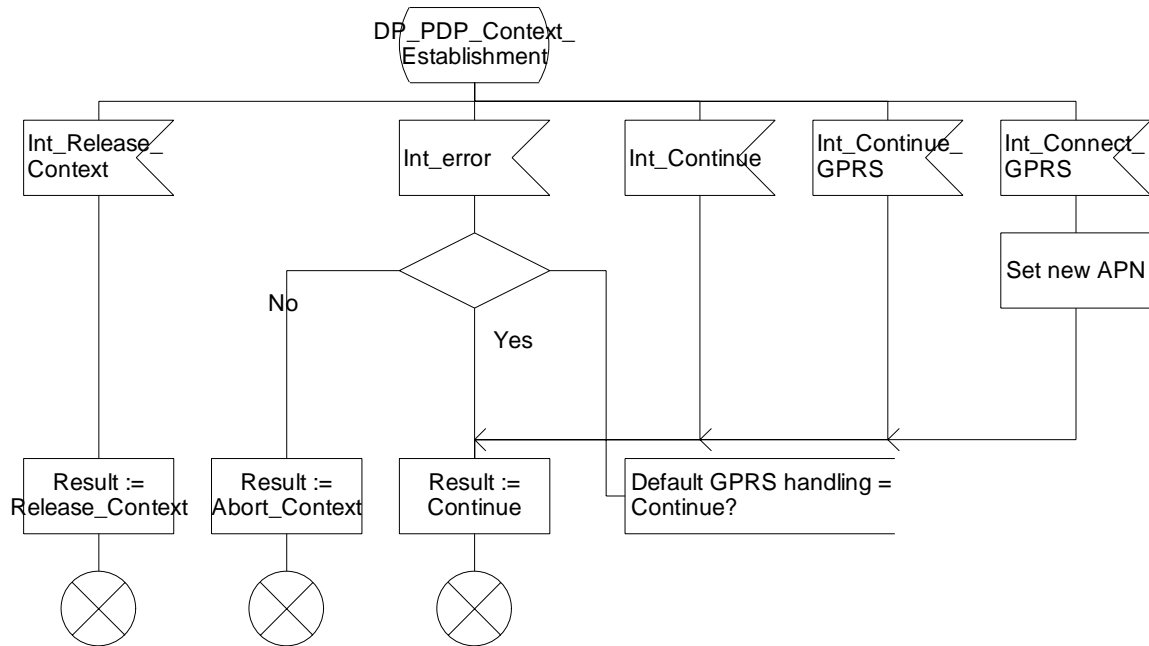 DP_PDP_Context_
Establishment
Int_Release_
Context
Int_error
Int_Continue
Int_Continue_
GPRS
Int_Connect_
GPRS
Set new APN
No
Yes
Result :=
Release_Context
Result :=
Abort_Context
Result :=
Continue
Default GPRS handling =
Continue?